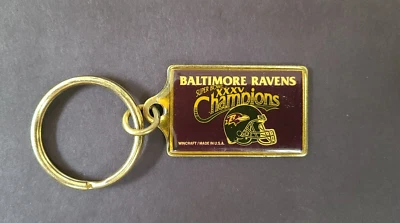 BALTIMORE RAVENS
SUPER BOWL
XXXV
Champions
WINCRAFT / MADE IN U.S.A.